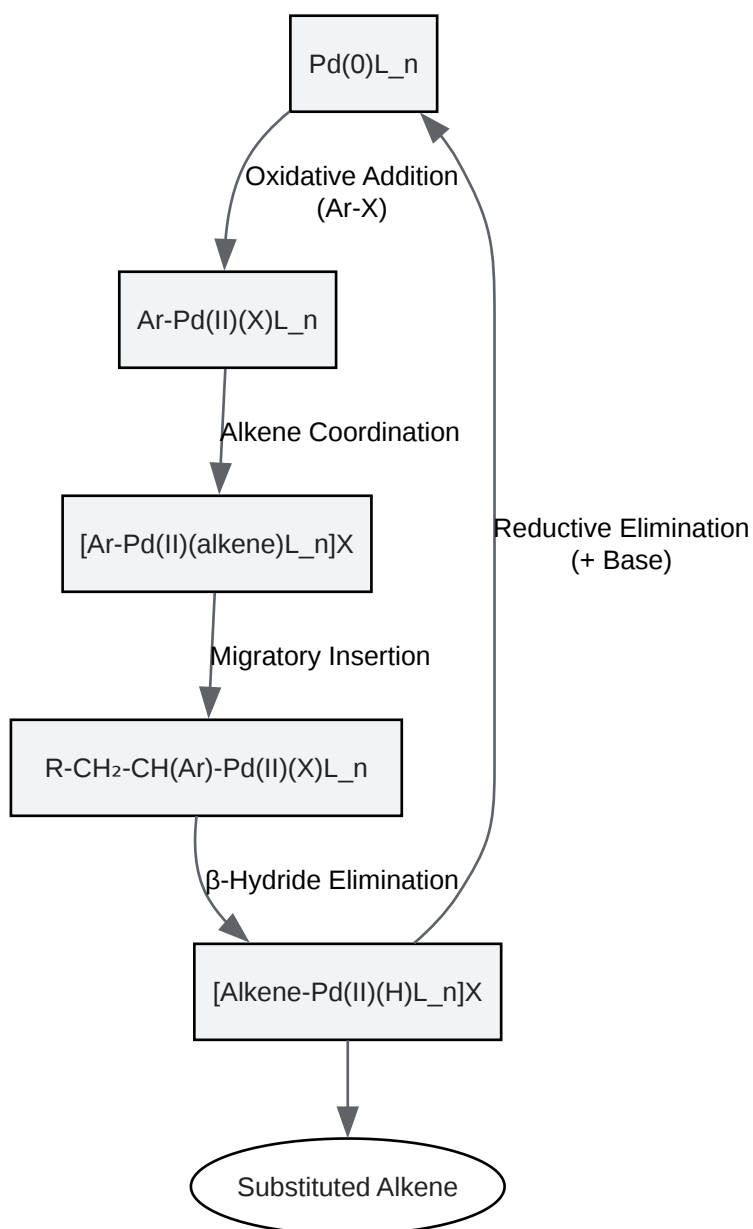 Pd(0)L_n
Oxidative Addition
(Ar-X)
Ar-Pd(II)(X)L_n
Alkene Coordination
[Ar-Pd(II)(alkene)L_n]X
Reductive Elimination
(+ Base)
Migratory Insertion
R-CH₂-CH(Ar)-Pd(II)(X)L_n
β-Hydride Elimination
[Alkene-Pd(II)(H)L_n]X
Substituted Alkene